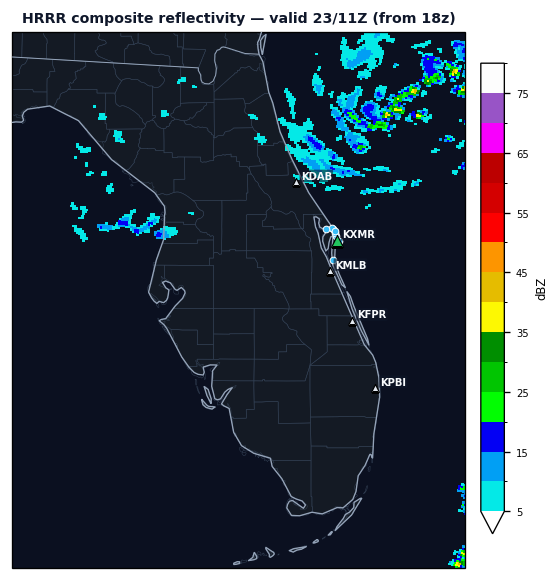 HRRR composite reflectivity — valid 23/11Z (from 18z)
KDAB
KXMR
KMLB
KFPR
KPBI
75
65
55
45
35
25
15
5
dBZ